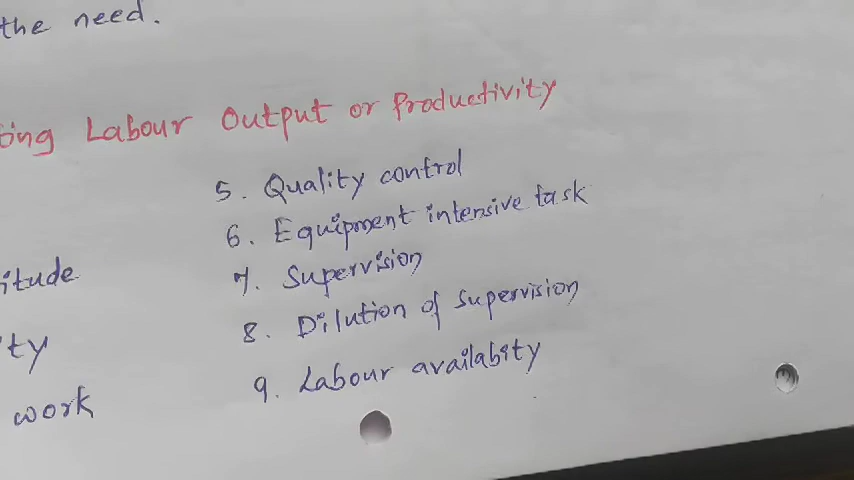 the need.
ting Labour Output or Productivity
5. Quality control
6. Equipment intensive task
7. Supervision
itude
8. Dilution of supervision
ty
9. Labour availabity
work